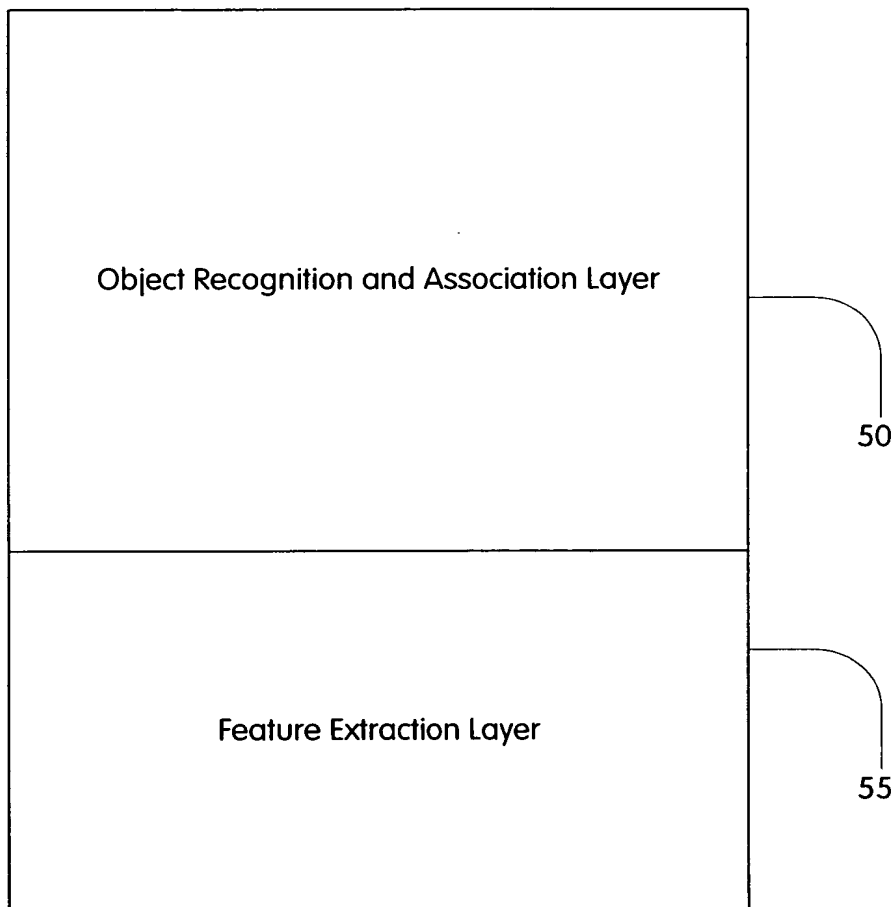 Object Recognition and Association Layer
50
Feature Extraction Layer
55